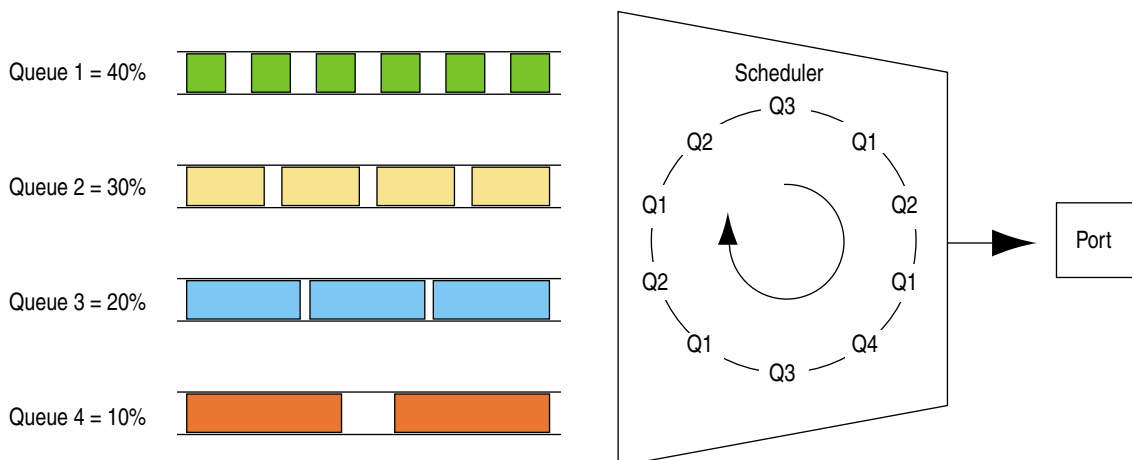 Queue 1 = 40%
Queue 2 = 30%
Queue 3 = 20%
Queue 4 = 10%
Scheduler
Q3
Q1
Q2
Q1
Q4
Q3
Q1
Q2
Q1
Q2
Port